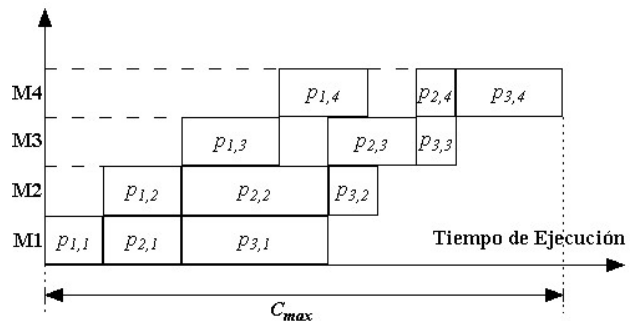 M4 p1,4 p2,4 p3,4
M3 p1,3 p2,3 p3,3
M2 p1,2 p2,2 p3,2
M1 p1,1 p2,1 p3,1 Tiempo de Ejecución
Cmax